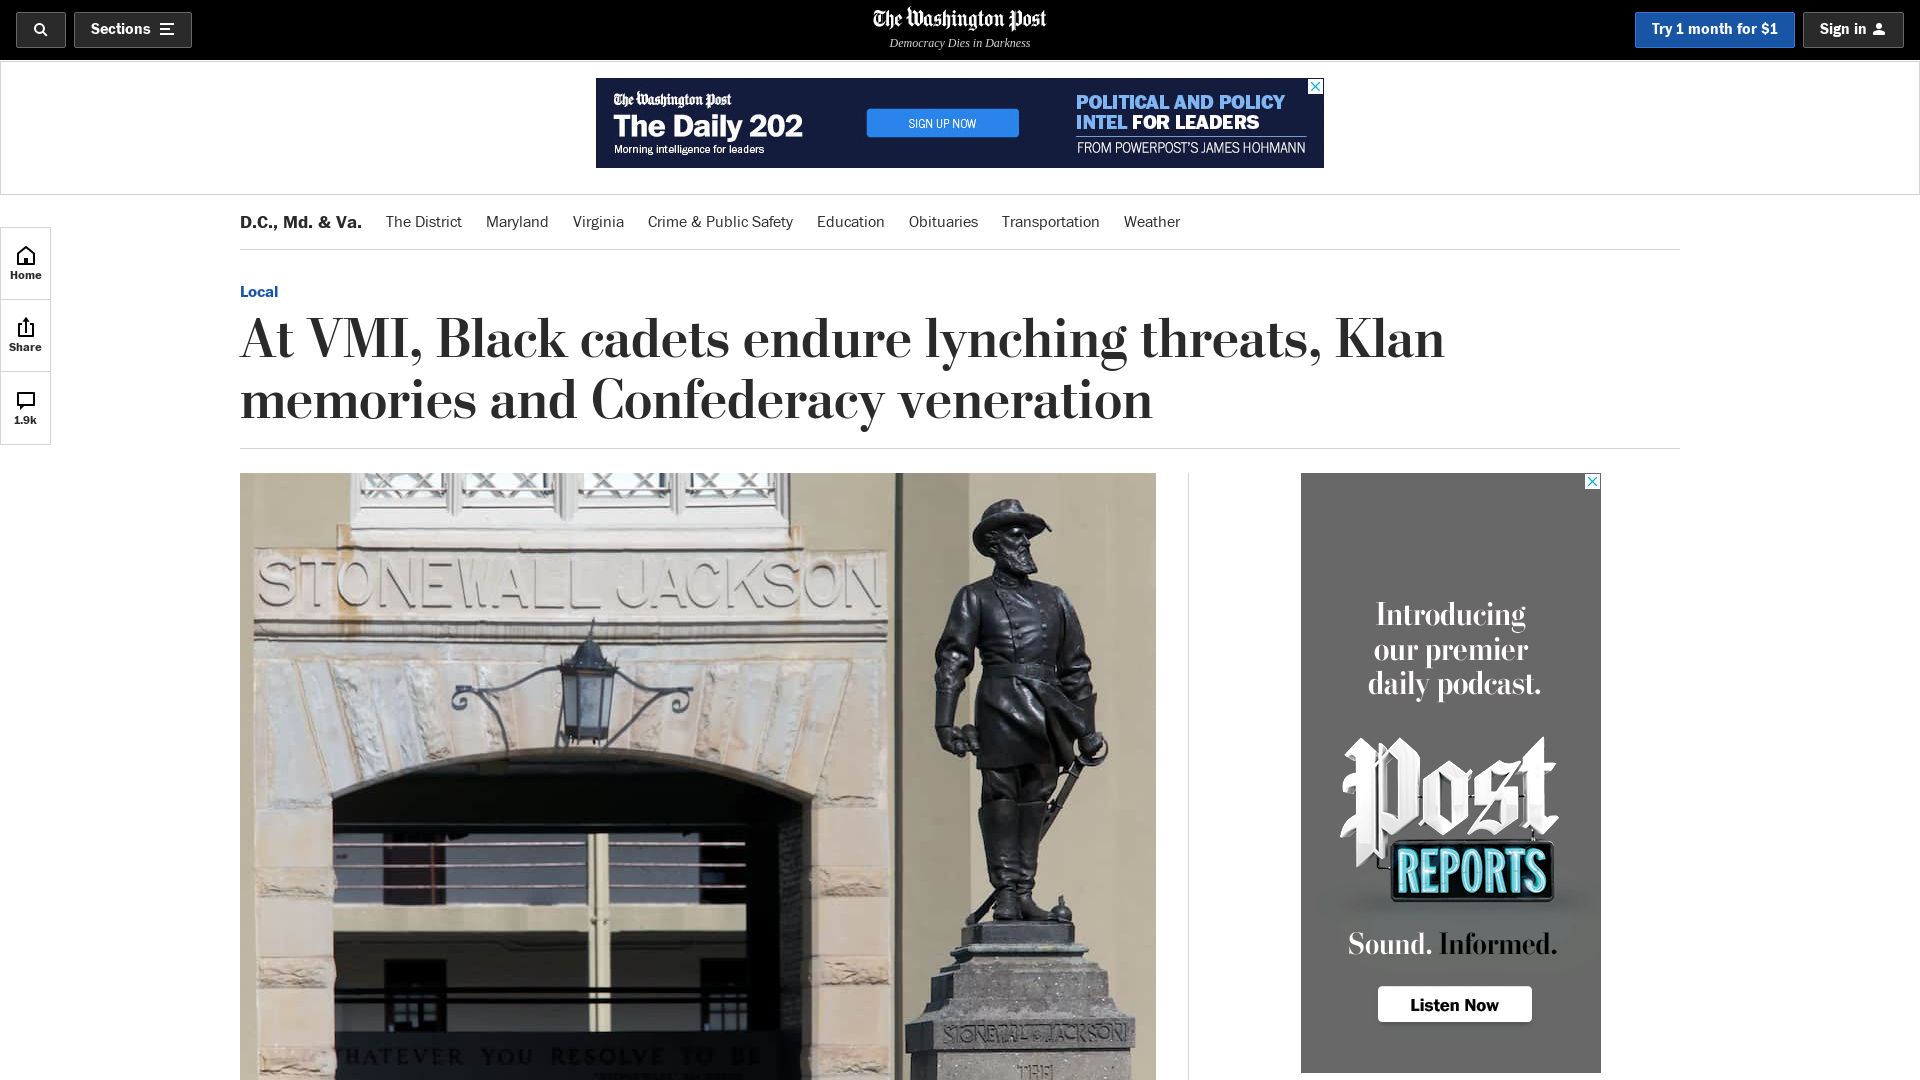 Sections
The Washington Post
Democracy Dies in Darkness
Try 1 month for $1
Sign in
The Washington Post
The Daily 202
Morning intelligence for leaders
SIGN UP NOW
POLITICAL AND POLICY
INTEL FOR LEADERS
FROM POWERPOST'S JAMES HOHMANN
D.C., Md. & Va.
The District
Maryland
Virginia
Crime & Public Safety
Education
Obituaries
Transportation
Weather
Home
Share
1.9k
Local
At VMI, Black cadets endure lynching threats, Klan
memories and Confederacy veneration
STONEWALL JACKSON
WHATEVER YOU RESOLVE TO BE
STONEWALL JACKSON
THE
Introducing
our premier
daily podcast.
Post
REPORTS
Sound. Informed.
Listen Now